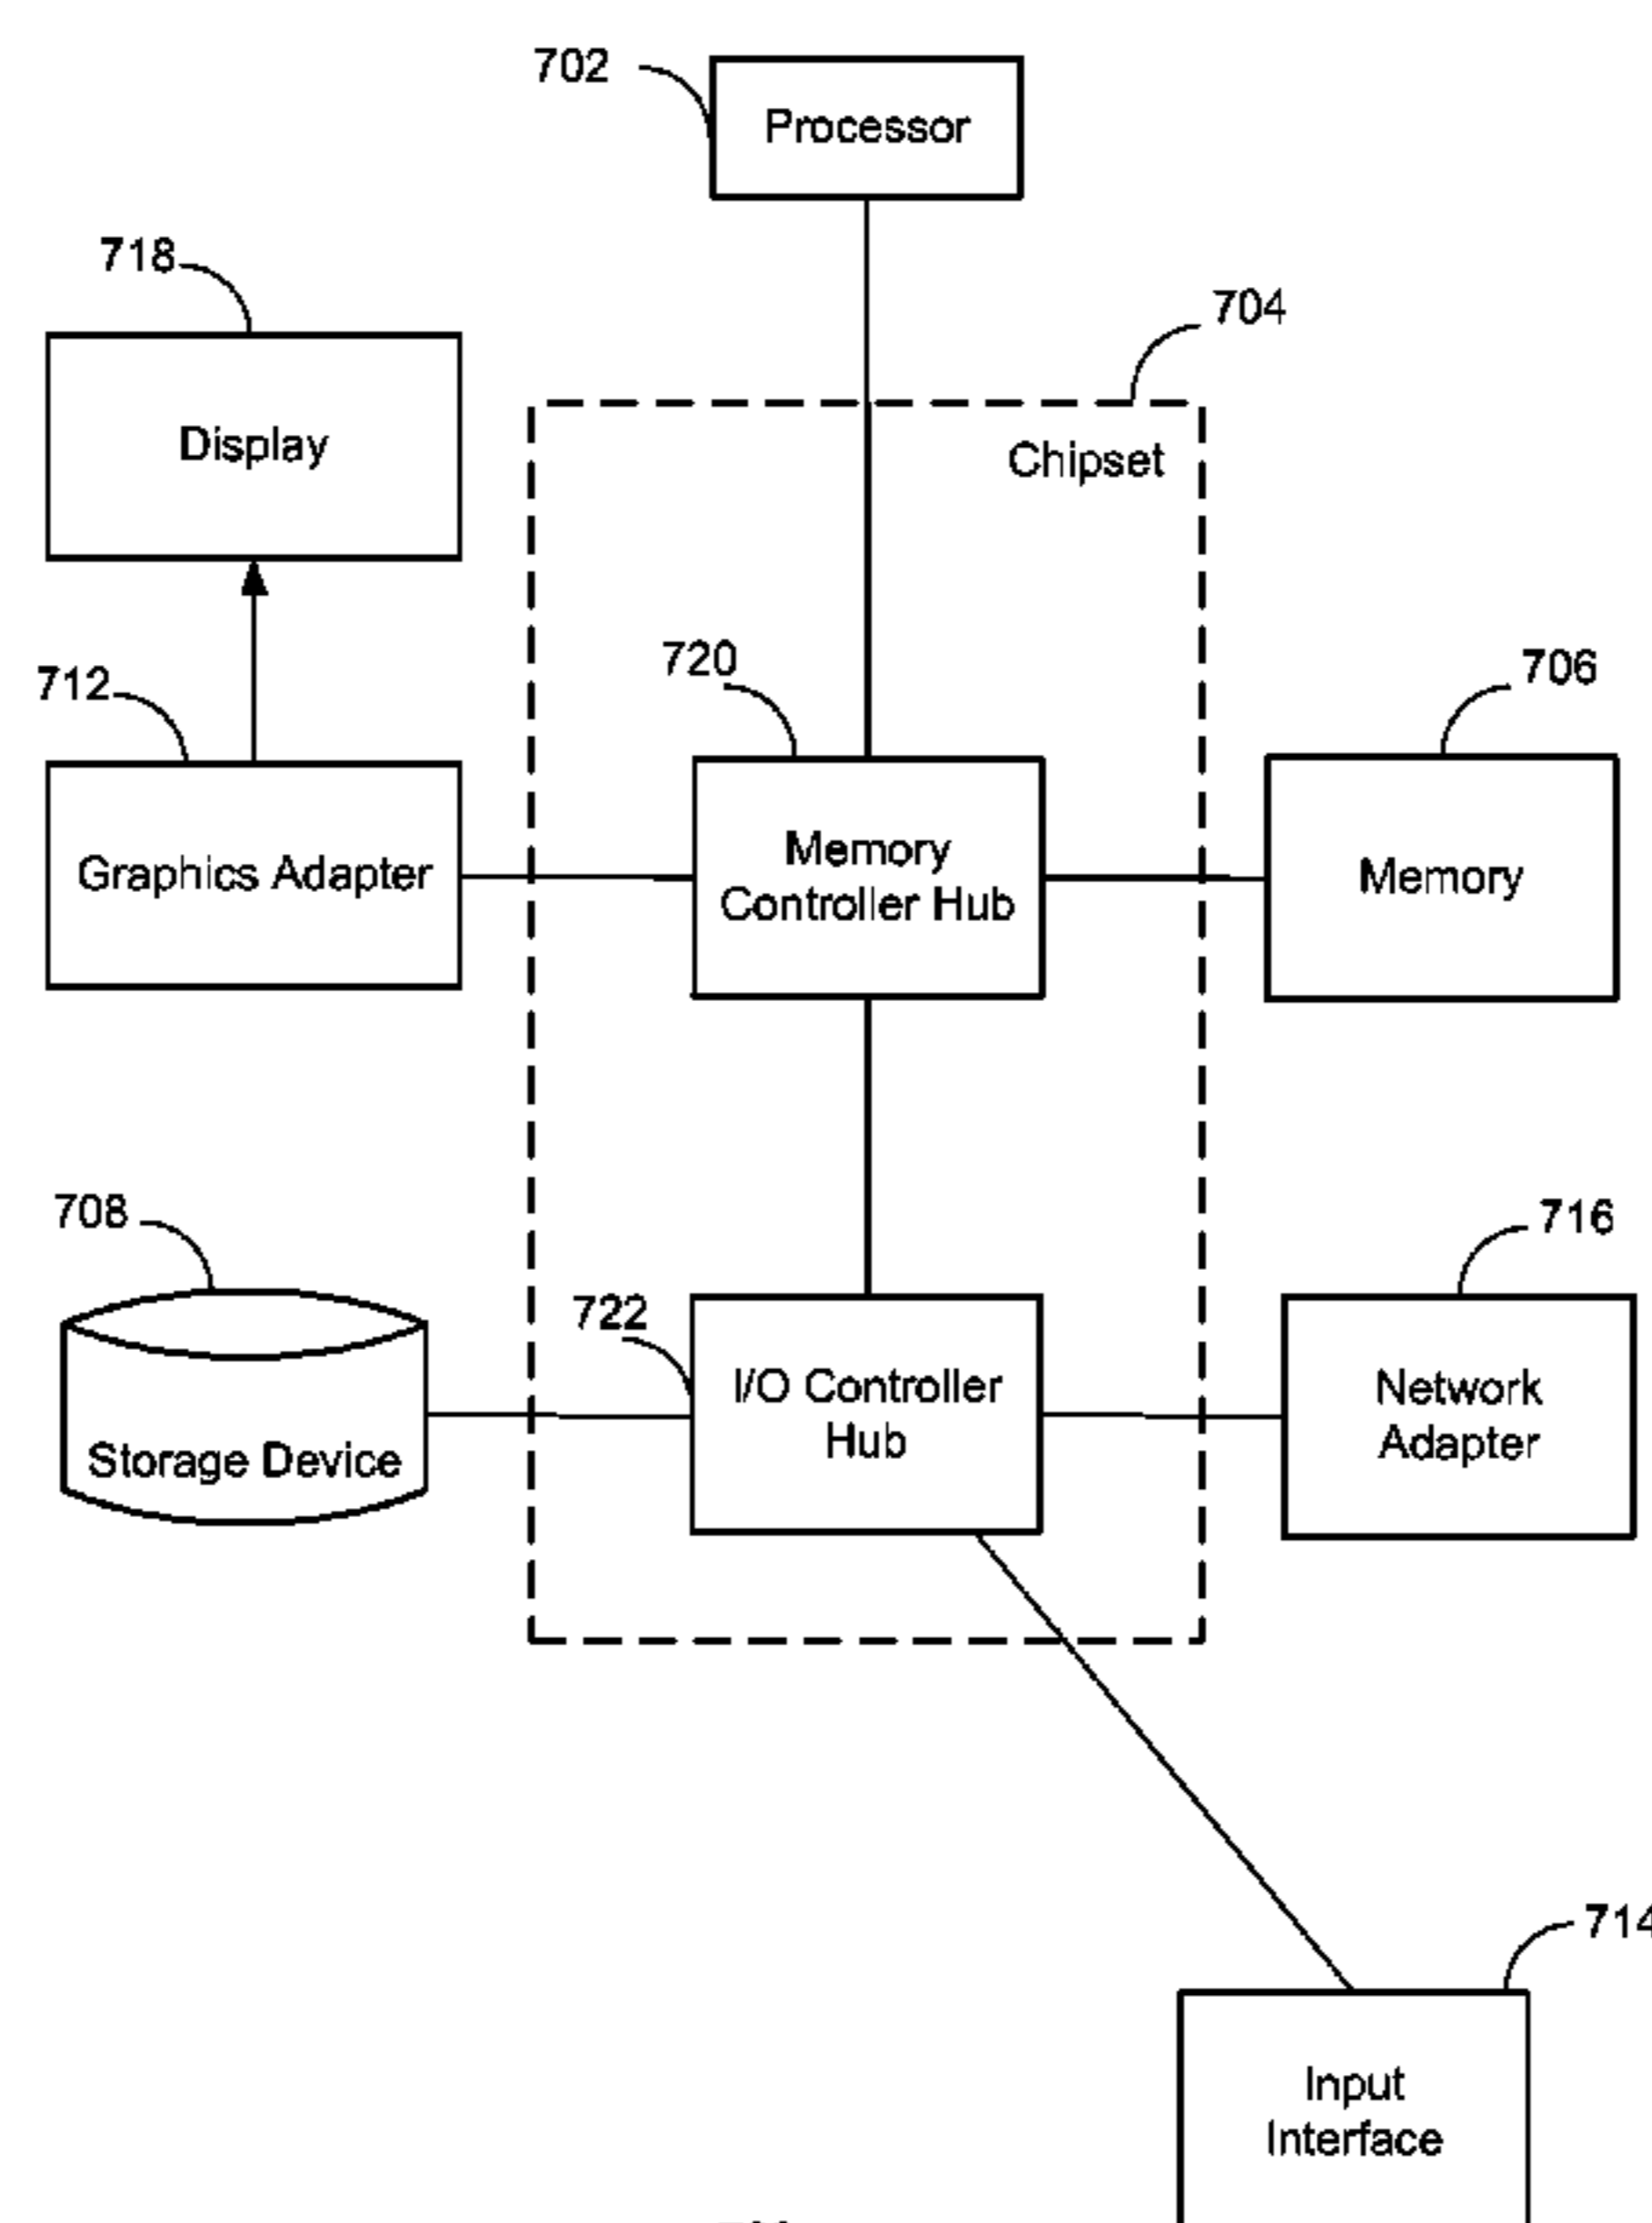 702
Processor
718
704
Display
Chipset
720
706
712
Memory
Controller Hub
Graphics Adapter
Memory
708
716
722
I/O Controller
Hub
Network
Adapter
Storage Device
714
Input
Interface